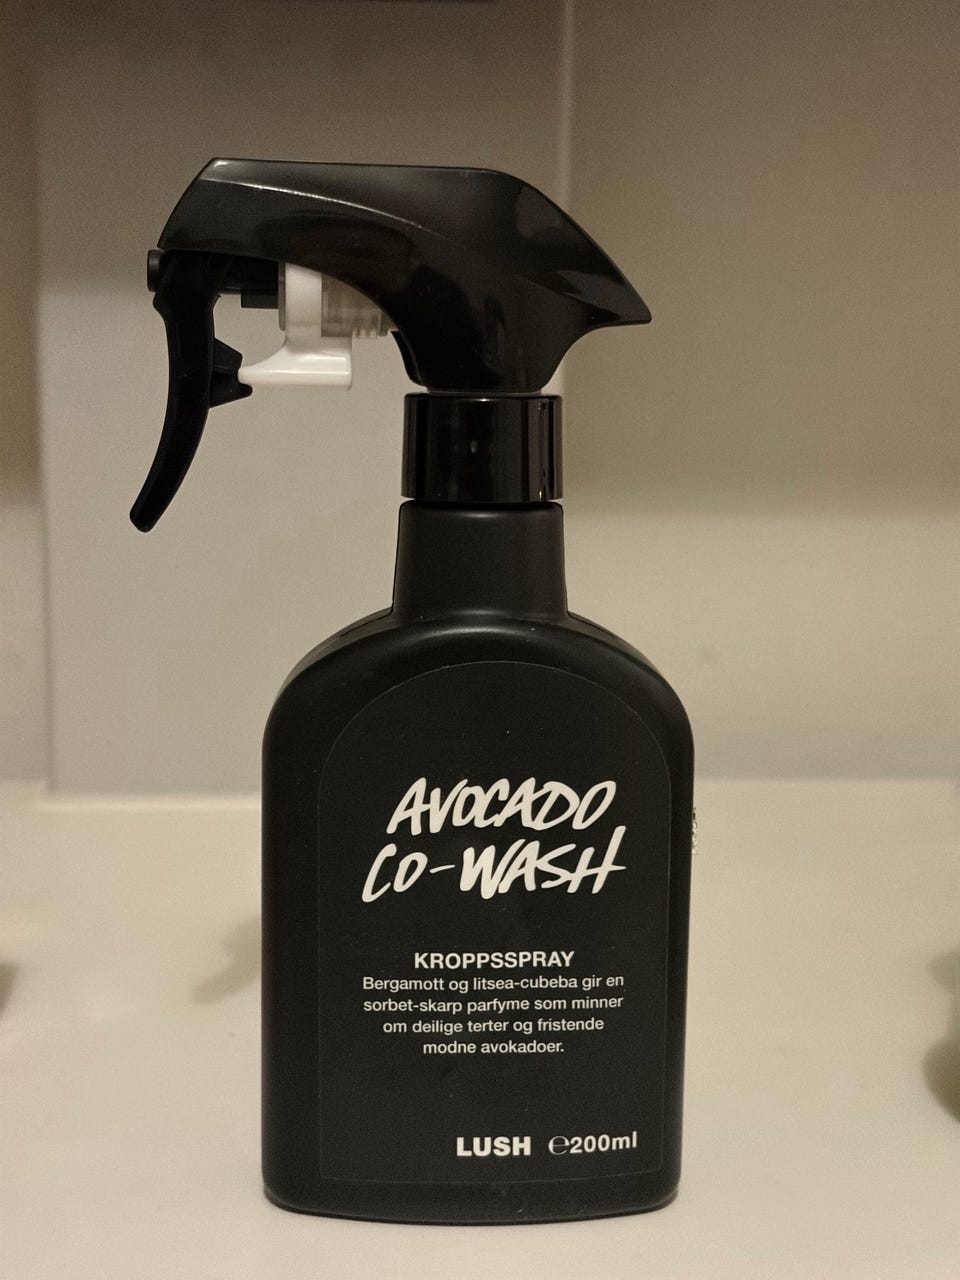 AVOCADO
CO-WASH
KROPPSSPRAY
Bergamott og litsea-cubeba gir en
sorbet-skarp parfyme som minner
om deilige terter og fristende
modne avokadoer.
LUSH ℮200ml